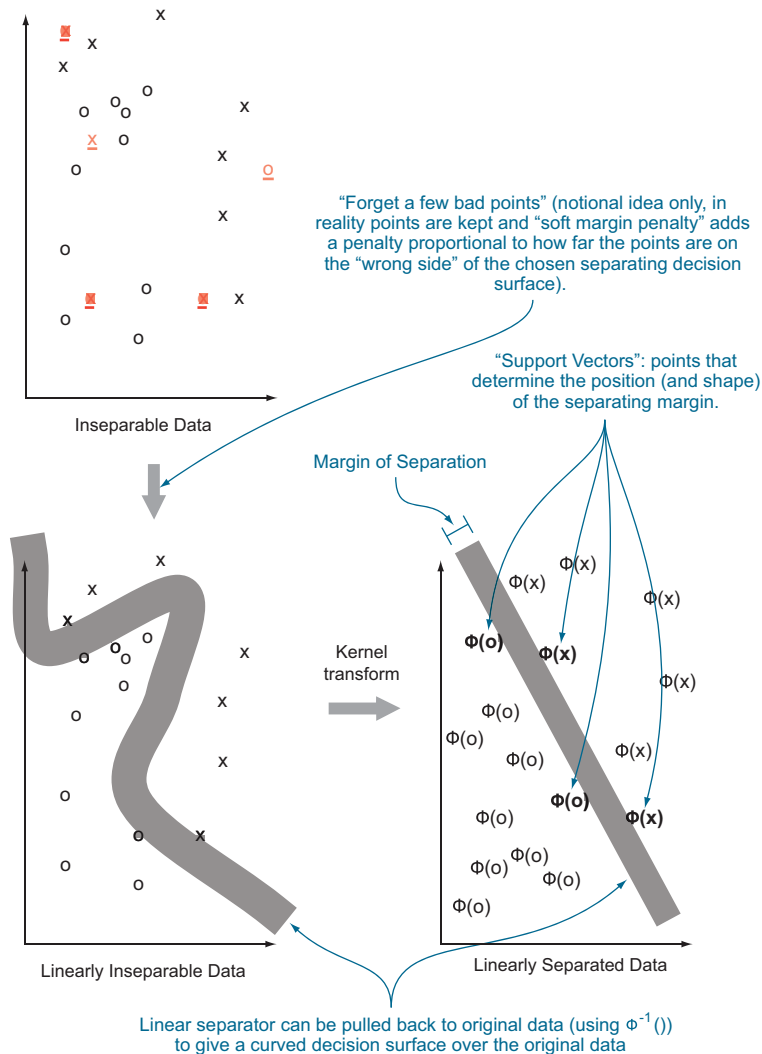 x
x
x
x
o
o
x
o o
x o
x
o o
x
o
o
x x x
o
o
Inseparable Data
“Forget a few bad points” (notional idea only, in
reality points are kept and “soft margin penalty” adds
a penalty proportional to how far the points are on
the “wrong side” of the chosen separating decision
surface).
“Support Vectors”: points that
determine the position (and shape)
of the separating margin.
Margin of Separation
x
x
x
o
o
x
o o
o
x
o
x
o
o x
o
o
Linearly Inseparable Data
Kernel
transform
Φ(x)
Φ(x)
Φ(x)
Φ(o)
Φ(x)
Φ(x)
Φ(o)
Φ(o)
Φ(x)
Φ(o)
Φ(o)
Φ(o)
Φ(x)
Φ(o)
Φ(o)
Φ(o)
Φ(o)
Linearly Separated Data
Linear separator can be pulled back to original data (using Φ⁻¹())
to give a curved decision surface over the original data